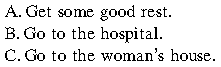 A. Get some good rest.
B. Go to the hospital.
C. Go to the woman's house.